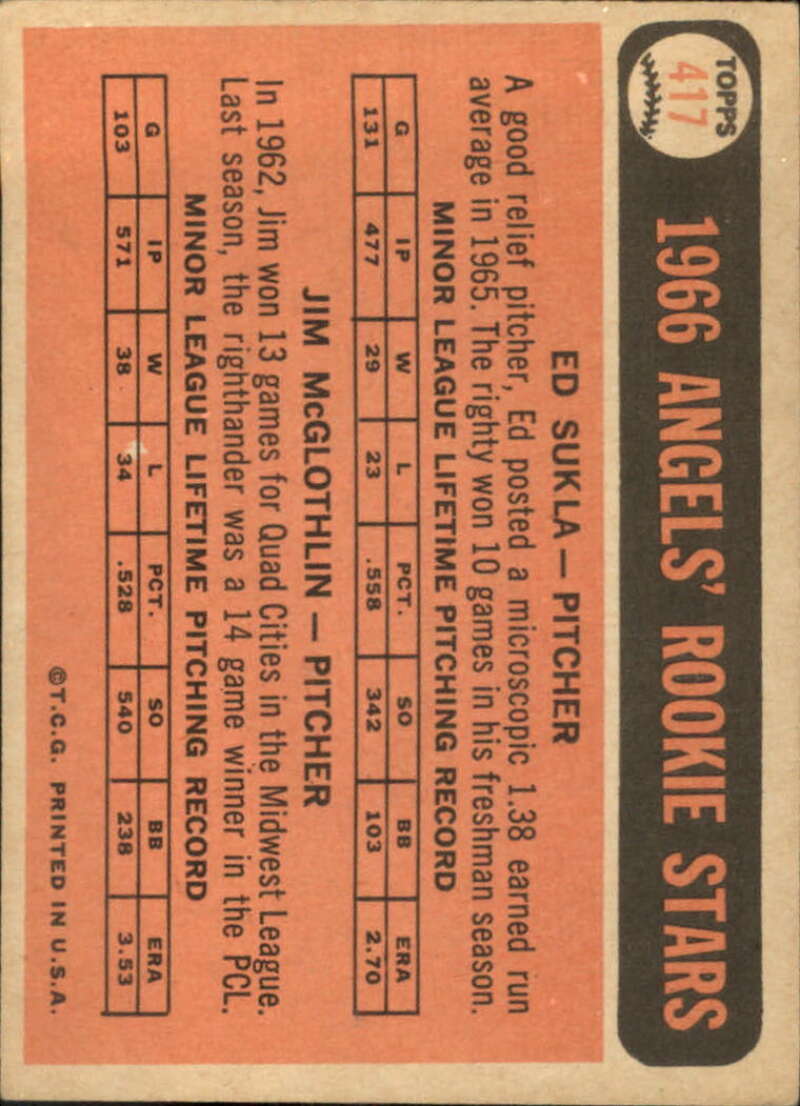 TOPPS
417
1966 ANGELS' ROOKIE STARS
ED SUKLA — PITCHER
A good relief pitcher, Ed posted a microscopic 1.38 earned run
average in 1965. The righty won 10 games in his freshman season.
MINOR LEAGUE LIFETIME PITCHING RECORD
G IP W L PCT. SO BB ERA
131 477 29 23 .558 342 103 2.70
JIM McGLOTHLIN — PITCHER
In 1962, Jim won 13 games for Quad Cities in the Midwest League.
Last season, the righthander was a 14 game winner in the PCL.
MINOR LEAGUE LIFETIME PITCHING RECORD
G IP W L PCT. SO BB ERA
103 571 38 34 .528 540 238 3.53
©T.C.G. PRINTED IN U.S.A.